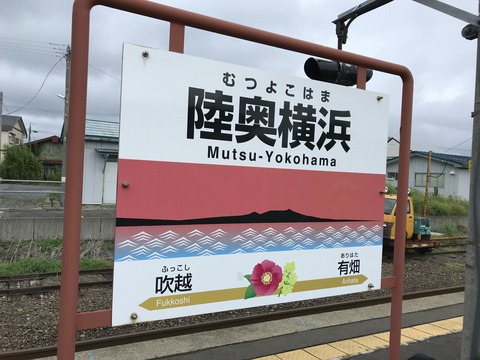 むつよこはま
陸奥横浜
Mutsu-Yokohama
ふっこし
吹越
Fukkoshi
ありはた
有畑
Arihata